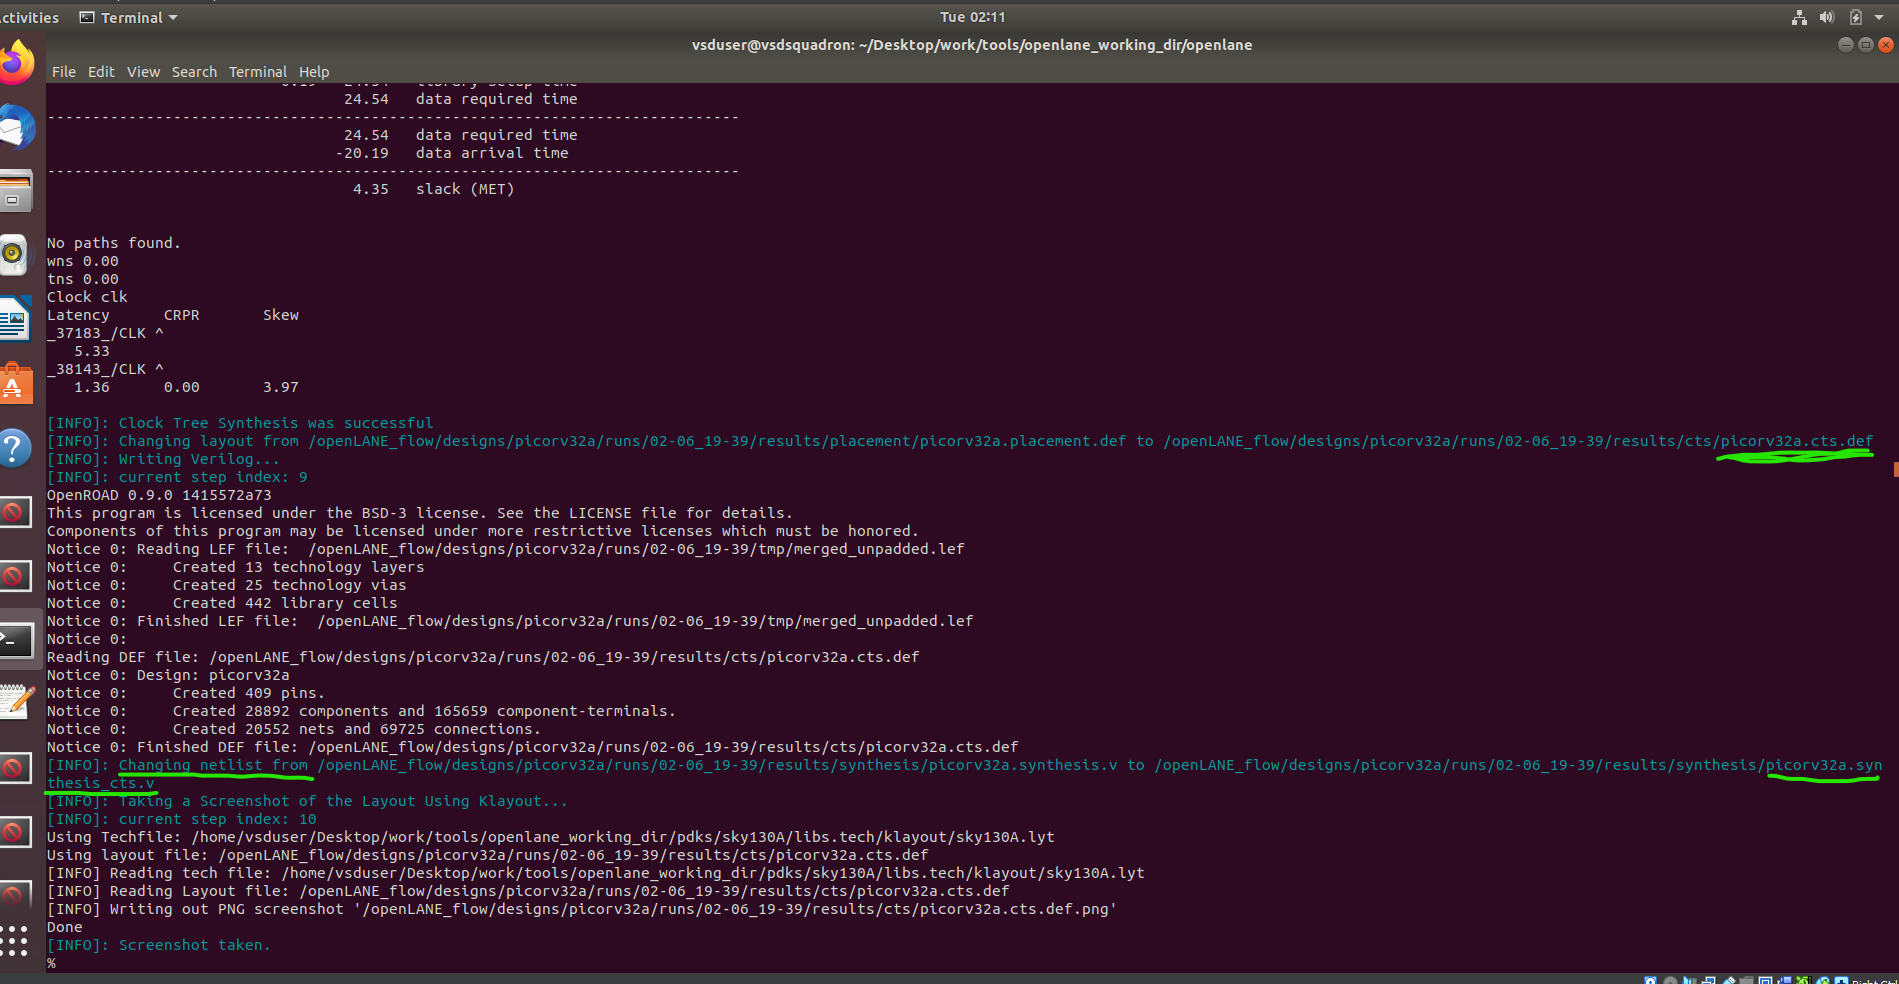 Activities
Terminal
Tue 02:11
vsduser@vsdsquadron: ~/Desktop/work/tools/openlane_working_dir/openlane
File Edit View Search Terminal Help
24.54 data required time
---------------------------------------------------------------------------
24.54 data required time
-20.19 data arrival time
---------------------------------------------------------------------------
4.35 slack (MET)
No paths found.
wns 0.00
tns 0.00
Clock clk
Latency CRPR Skew
_37183_/CLK ^
5.33
_38143_/CLK ^
1.36 0.00 3.97
[INFO]: Clock Tree Synthesis was successful
[INFO]: Changing layout from /openLANE_flow/designs/picorv32a/runs/02-06_19-39/results/placement/picorv32a.placement.def to /openLANE_flow/designs/picorv32a/runs/02-06_19-39/results/cts/picorv32a.cts.def
[INFO]: Writing Verilog...
[INFO]: current step index: 9
OpenROAD 0.9.0 1415572a73
This program is licensed under the BSD-3 license. See the LICENSE file for details.
Components of this program may be licensed under more restrictive licenses which must be honored.
Notice 0: Reading LEF file:  /openLANE_flow/designs/picorv32a/runs/02-06_19-39/tmp/merged_unpadded.lef
Notice 0:     Created 13 technology layers
Notice 0:     Created 25 technology vias
Notice 0:     Created 442 library cells
Notice 0: Finished LEF file:  /openLANE_flow/designs/picorv32a/runs/02-06_19-39/tmp/merged_unpadded.lef
Notice 0:
Reading DEF file: /openLANE_flow/designs/picorv32a/runs/02-06_19-39/results/cts/picorv32a.cts.def
Notice 0: Design: picorv32a
Notice 0:     Created 409 pins.
Notice 0:     Created 28892 components and 165659 component-terminals.
Notice 0:     Created 20552 nets and 69725 connections.
Notice 0: Finished DEF file: /openLANE_flow/designs/picorv32a/runs/02-06_19-39/results/cts/picorv32a.cts.def
[INFO]: Changing netlist from /openLANE_flow/designs/picorv32a/runs/02-06_19-39/results/synthesis/picorv32a.synthesis.v to /openLANE_flow/designs/picorv32a/runs/02-06_19-39/results/synthesis/picorv32a.syn
thesis_cts.v
[INFO]: Taking a Screenshot of the Layout Using Klayout...
[INFO]: current step index: 10
Using Techfile: /home/vsduser/Desktop/work/tools/openlane_working_dir/pdks/sky130A/libs.tech/klayout/sky130A.lyt
Using layout file: /openLANE_flow/designs/picorv32a/runs/02-06_19-39/results/cts/picorv32a.cts.def
[INFO] Reading tech file: /home/vsduser/Desktop/work/tools/openlane_working_dir/pdks/sky130A/libs.tech/klayout/sky130A.lyt
[INFO] Reading Layout file: /openLANE_flow/designs/picorv32a/runs/02-06_19-39/results/cts/picorv32a.cts.def
[INFO] Writing out PNG screenshot '/openLANE_flow/designs/picorv32a/runs/02-06_19-39/results/cts/picorv32a.cts.def.png'
Done
[INFO]: Screenshot taken.
%